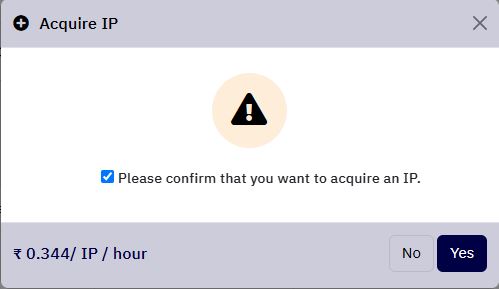 Acquire IP
Please confirm that you want to acquire an IP.
₹ 0.344/ IP / hour
No
Yes